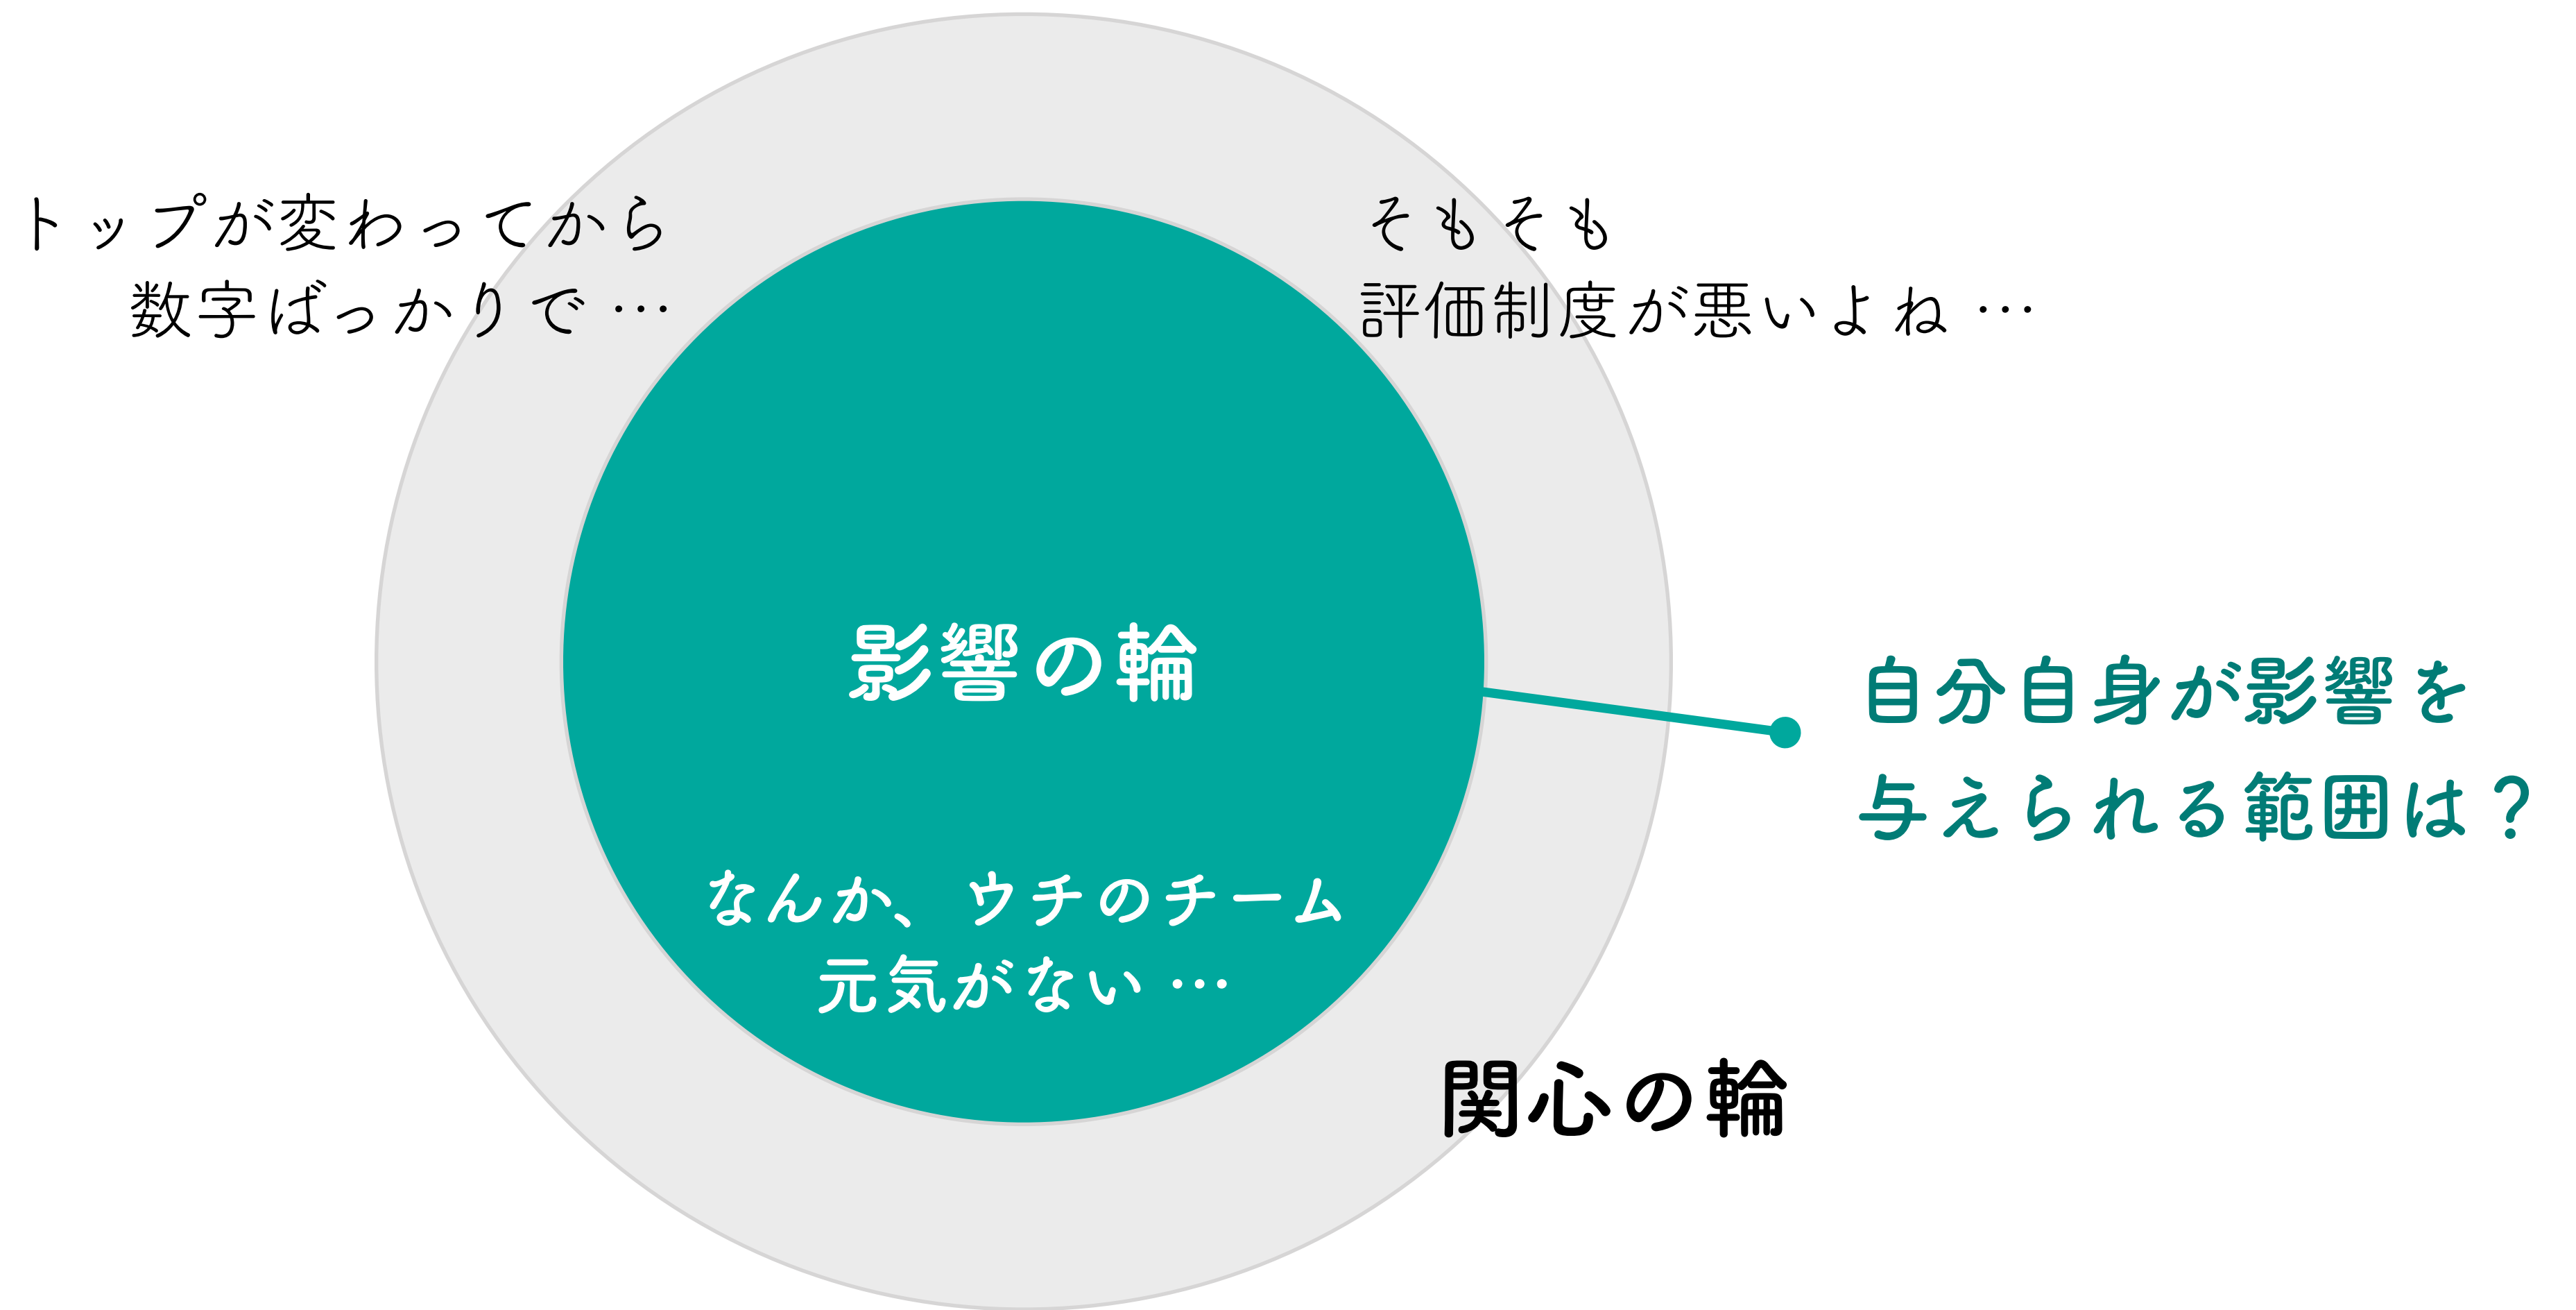 トップが変わってから
数字ばっかりで …
そもそも
評価制度が悪いよね …
影響の輪
自分自身が影響を
与えられる範囲は？
なんか、ウチのチーム
元気がない …
関心の輪